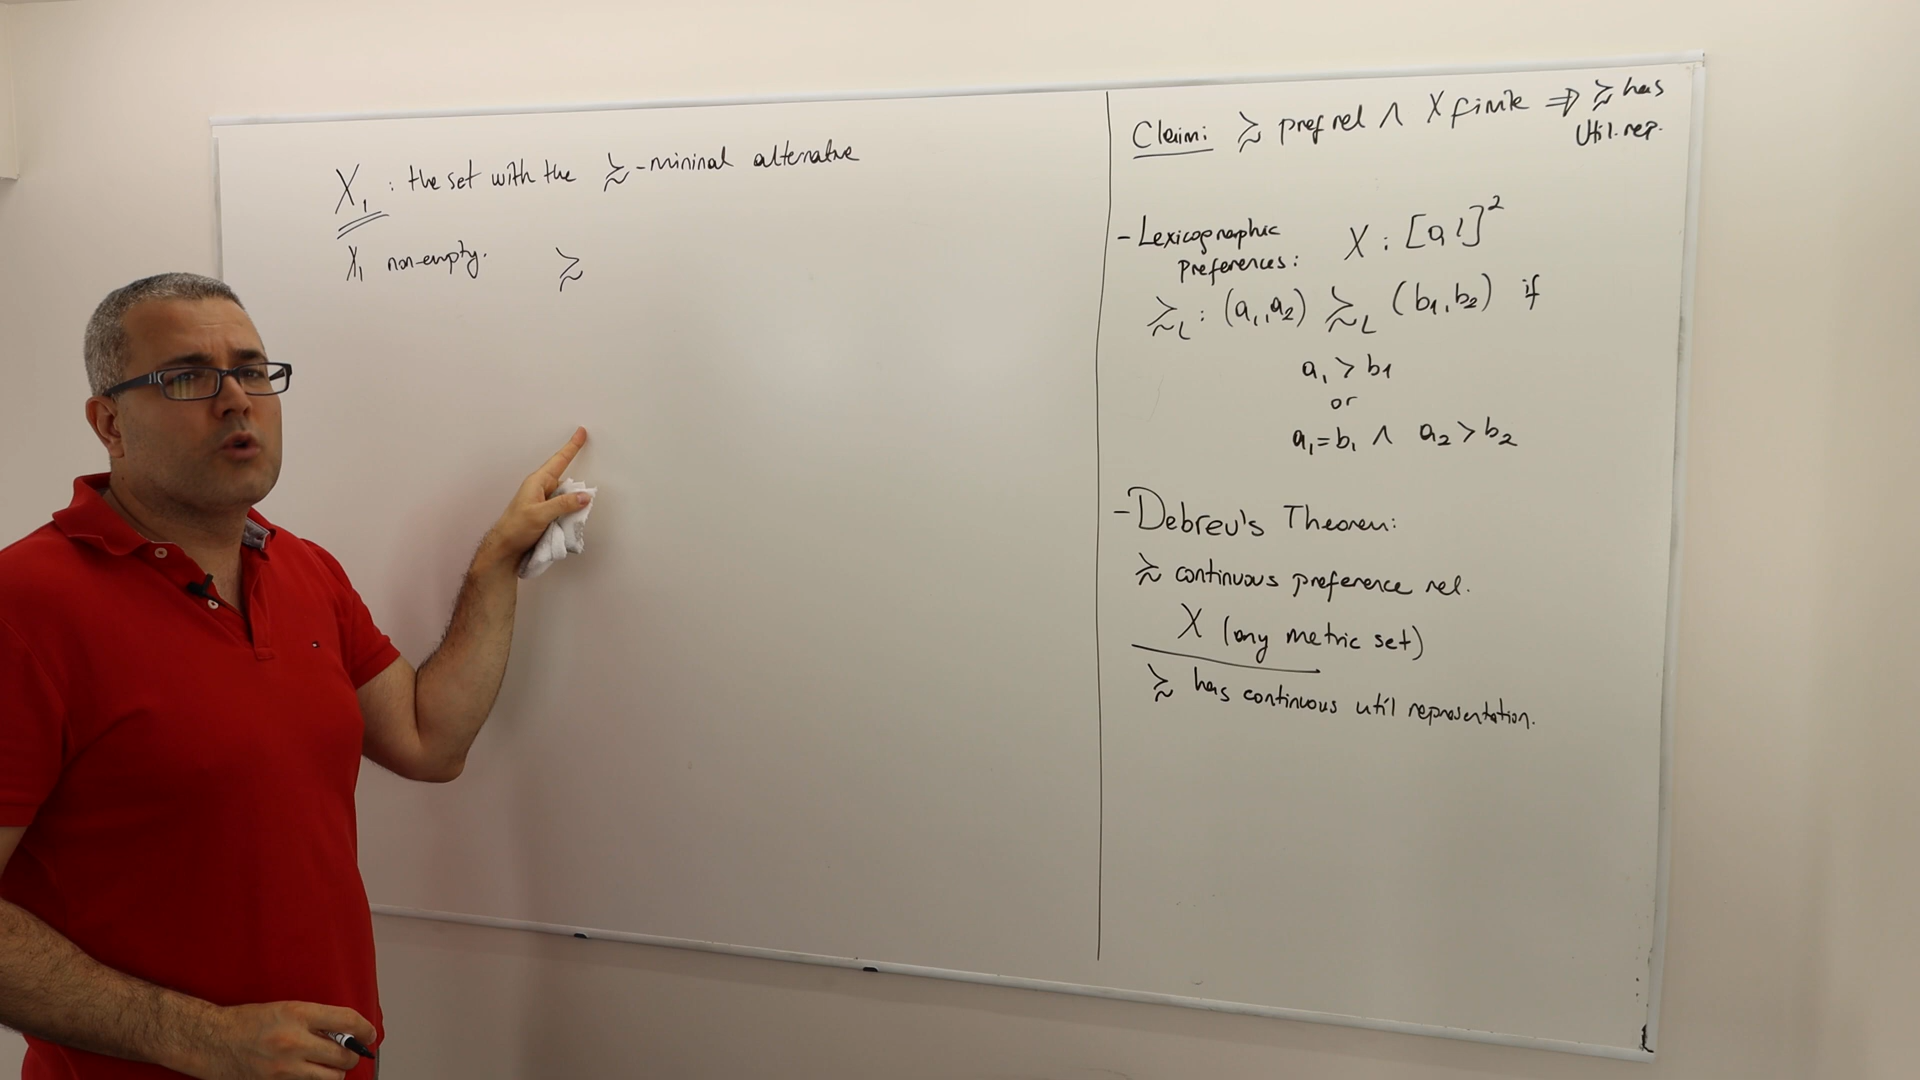 X₁ : the set with the ≿-minimal alternative
X₁ non-empty. ≿
Claim: ≿ pref rel ∧ X finite ⇒ ≿ has
Util. rep.
- Lexicographic
Preferences: X : [0,1]²
≿L : (a₁,a₂) ≿L (b₁,b₂) if
a₁ > b₁
or
a₁=b₁ ∧ a₂>b₂
- Debreu's Theorem:
≿ continuous preference rel.
X (any metric set)
≿ has continuous util representation.